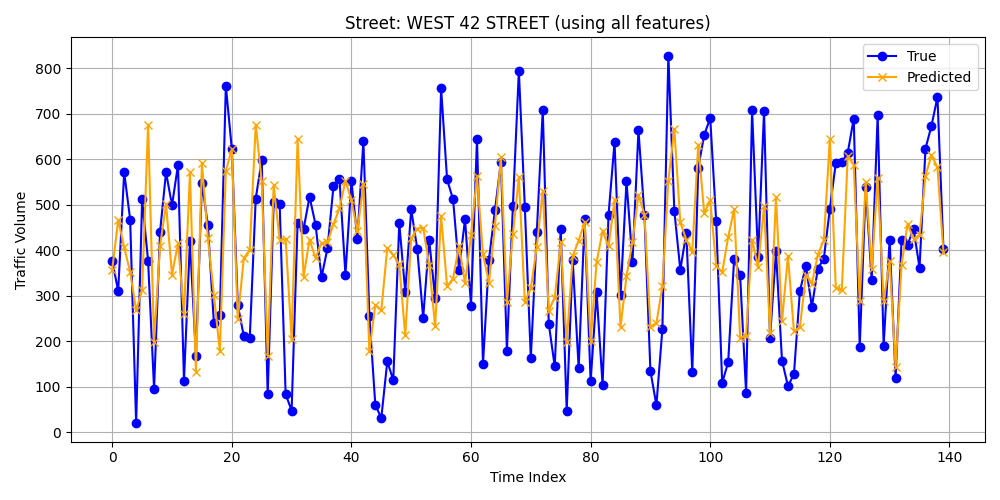 Street: WEST 42 STREET (using all features)
True
Predicted
Traffic Volume
800
700
600
500
400
300
200
100
0
0 20 40 60 80 100 120 140
Time Index